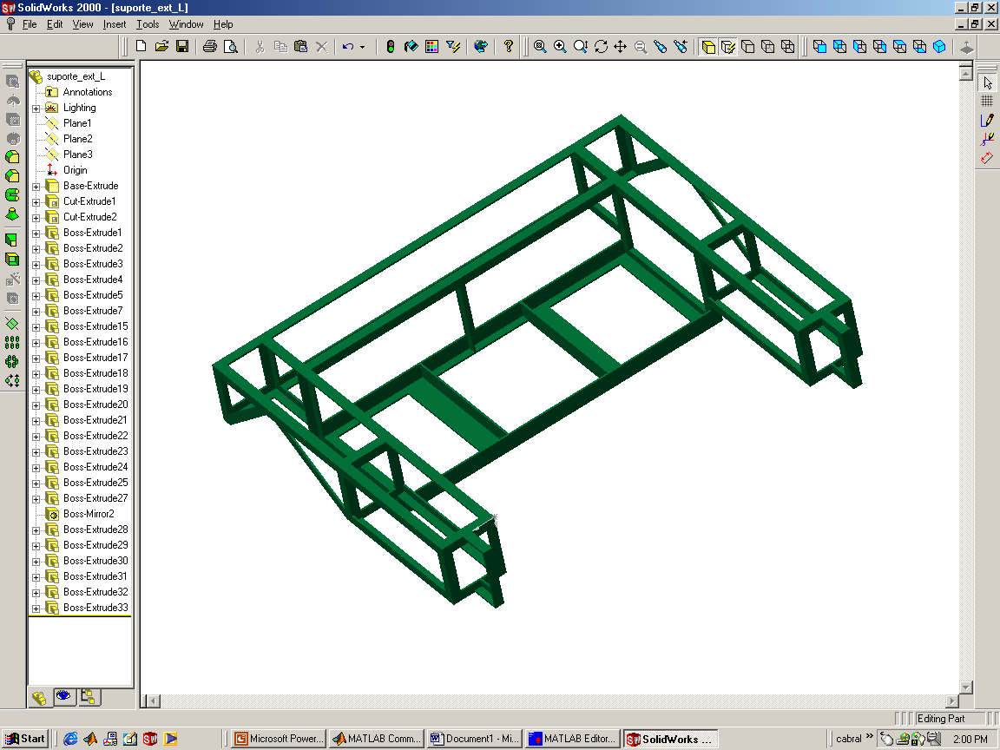 SolidWorks 2000 - [suporte_ext_L]
File Edit View Insert Tools Window Help
suporte_ext_L
Annotations
Lighting
Plane1
Plane2
Plane3
Origin
Base-Extrude
Cut-Extrude1
Cut-Extrude2
Boss-Extrude1
Boss-Extrude2
Boss-Extrude3
Boss-Extrude4
Boss-Extrude5
Boss-Extrude7
Boss-Extrude15
Boss-Extrude16
Boss-Extrude17
Boss-Extrude18
Boss-Extrude19
Boss-Extrude20
Boss-Extrude21
Boss-Extrude22
Boss-Extrude23
Boss-Extrude24
Boss-Extrude25
Boss-Extrude27
Boss-Mirror2
Boss-Extrude28
Boss-Extrude29
Boss-Extrude30
Boss-Extrude31
Boss-Extrude32
Boss-Extrude33
Editing Part
Start Microsoft Power... MATLAB Comm... Document1 - Mi... MATLAB Editor... SolidWorks ... cabral » 2:00 PM